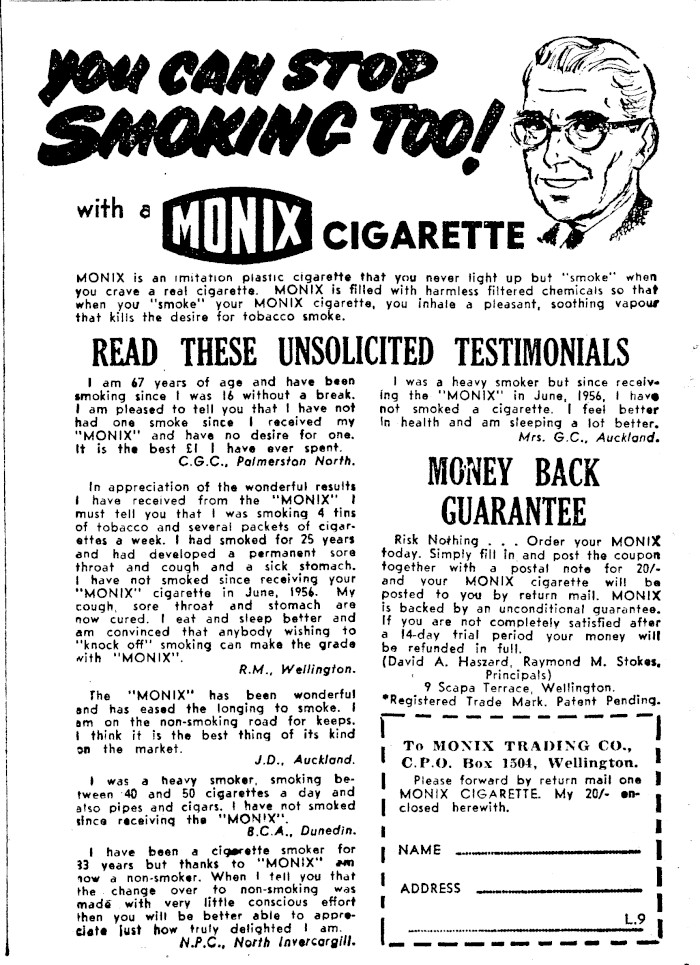 YOU CAN STOP
SMOKING TOO!
with a MONIX CIGARETTE
MONIX is an imitation plastic cigarette that you never light up but "smoke" when
you crave a real cigarette. MONIX is filled with harmless filtered chemicals so that
when you "smoke" your MONIX cigarette, you inhale a pleasant, soothing vapour
that kills the desire for tobacco smoke.
READ THESE UNSOLICITED TESTIMONIALS
I am 67 years of age and have been
smoking since I was 16 without a break.
I am pleased to tell you that I have not
had one smoke since I received my
"MONIX" and have no desire for one.
It is the best £1 I have ever spent.
C.G.C., Palmerston North.
In appreciation of the wonderful results
I have received from the "MONIX" I
must tell you that I was smoking 4 tins
of tobacco and several packets of cigar-
ettes a week. I had smoked for 25 years
and had developed a permanent sore
throat and cough and a sick stomach.
I have not smoked since receiving your
"MONIX" cigarette in June, 1956. My
cough, sore throat and stomach are
now cured. I eat and sleep better and
am convinced that anybody wishing to
"knock off" smoking can make the grade
with "MONIX".
R.M., Wellington.
The "MONIX" has been wonderful
and has eased the longing to smoke. I
am on the non-smoking road for keeps.
I think it is the best thing of its kind
on the market.
J.D., Auckland.
I was a heavy smoker, smoking be-
tween 40 and 50 cigarettes a day and
also pipes and cigars. I have not smoked
since receiving the "MONIX".
B.C.A., Dunedin.
I have been a cigarette smoker for
33 years but thanks to "MONIX" am
now a non-smoker. When I tell you that
the change over to non-smoking was
made with very little conscious effort
then you will be better able to appre-
ciate just how truly delighted I am.
N.P.C., North Invercargill.
I was a heavy smoker but since receiv-
ing the "MONIX" in June, 1956, I have
not smoked a cigarette. I feel better
in health and am sleeping a lot better.
Mrs. G.C., Auckland.
MONEY BACK
GUARANTEE
Risk Nothing . . . Order your MONIX
today. Simply fill in and post the coupon
together with a postal note for 20/-
and your MONIX cigarette will be
posted to you by return mail. MONIX
is backed by an unconditional guarantee.
If you are not completely satisfied after
a 14-day trial period your money will
be refunded in full.
(David A. Haszard, Raymond M. Stokes,
Principals)
9 Scapa Terrace, Wellington.
*Registered Trade Mark. Patent Pending.
To MONIX TRADING CO.,
C.P.O. Box 1504, Wellington.
Please forward by return mail one
MONIX CIGARETTE. My 20/- en-
closed herewith.
NAME
ADDRESS
L.9